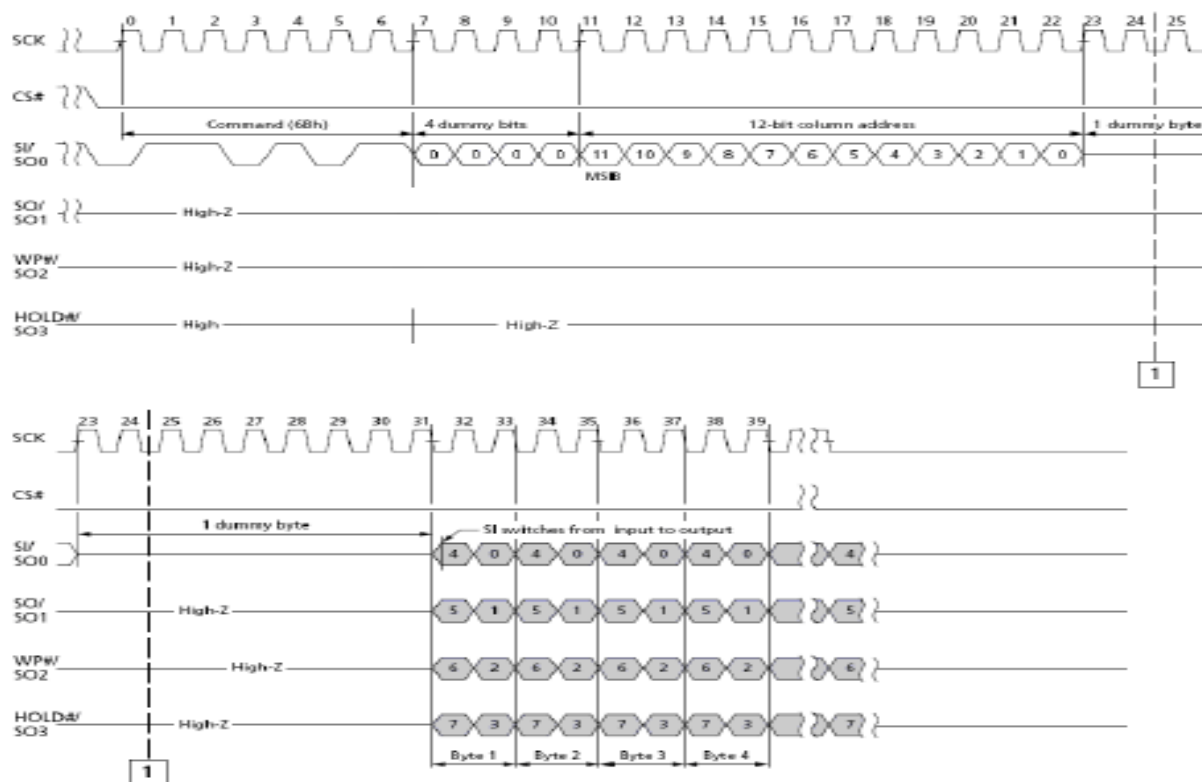 0 1 2 3 4 5 6 7 8 9 10 11 12 13 14 15 16 17 18 19 20 21 22 23 24 25
SCK
CS#
Command (6Bh) 4 dummy bits 12-bit column address 1 dummy byte
SI/
SO0
0 0 0 0 11 10 9 8 7 6 5 4 3 2 1 0
MSB
SO/
SO1
High-Z
WP#/
SO2
High-Z
HOLD#/
SO3
High High-Z
1
23 24 25 26 27 28 29 30 31 32 33 34 35 36 37 38 39
SCK
CS#
1 dummy byte
SI switches from input to output
SI/
SO0
4 0 4 0 4 0 4 0 4
SO/
SO1
High-Z
5 1 5 1 5 1 5 1 5
WP#/
SO2
High-Z
6 2 6 2 6 2 6 2 6
HOLD#/
SO3
High-Z
7 3 7 3 7 3 7 3 7
Byte 1 Byte 2 Byte 3 Byte 4
1